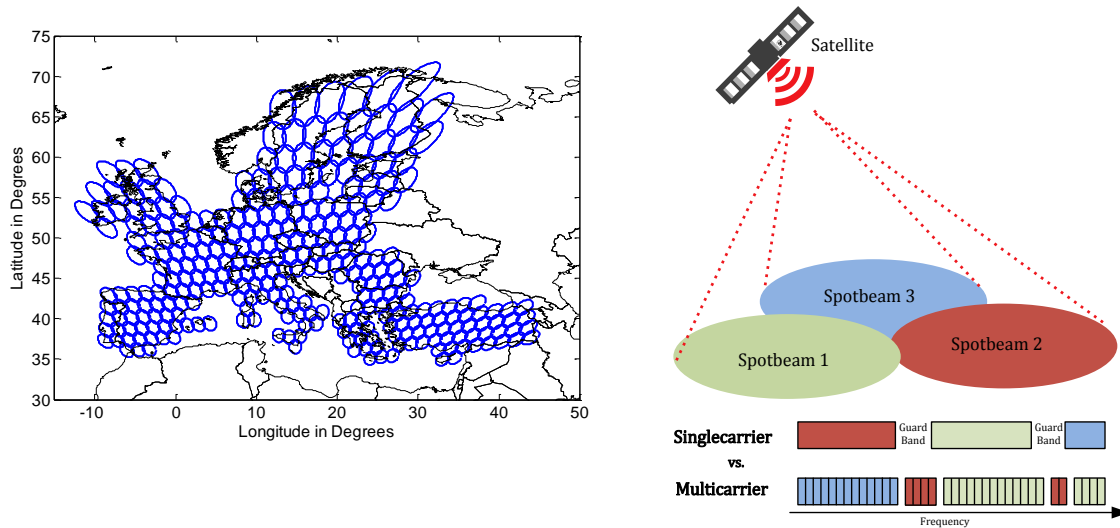 75
70
65
60
55
50
45
40
35
30
-10
0
10
20
30
40
50
Latitude in Degrees
Longitude in Degrees
Satellite
Spotbeam 3
Spotbeam 1
Spotbeam 2
Singlecarrier
Guard
Band
Guard
Band
vs.
Multicarrier
Frequency